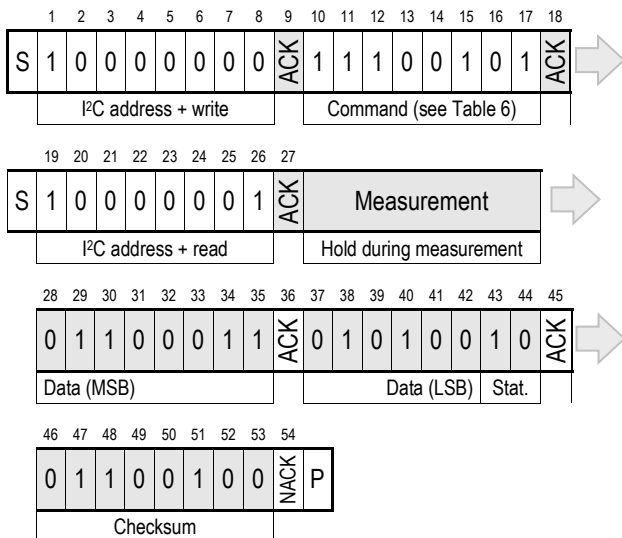 1 2 3 4 5 6 7 8 9 10 11 12 13 14 15 16 17 18
S 1 0 0 0 0 0 0 0 ACK 1 1 1 0 0 1 0 1 ACK
I²C address + write Command (see Table 6)
19 20 21 22 23 24 25 26 27
S 1 0 0 0 0 0 0 1 ACK Measurement
I²C address + read Hold during measurement
28 29 30 31 32 33 34 35 36 37 38 39 40 41 42 43 44 45
0 1 1 0 0 0 1 1 ACK 0 1 0 1 0 0 1 0 ACK
Data (MSB) Data (LSB) Stat.
46 47 48 49 50 51 52 53 54
0 1 1 0 0 1 0 0 NACK P
Checksum